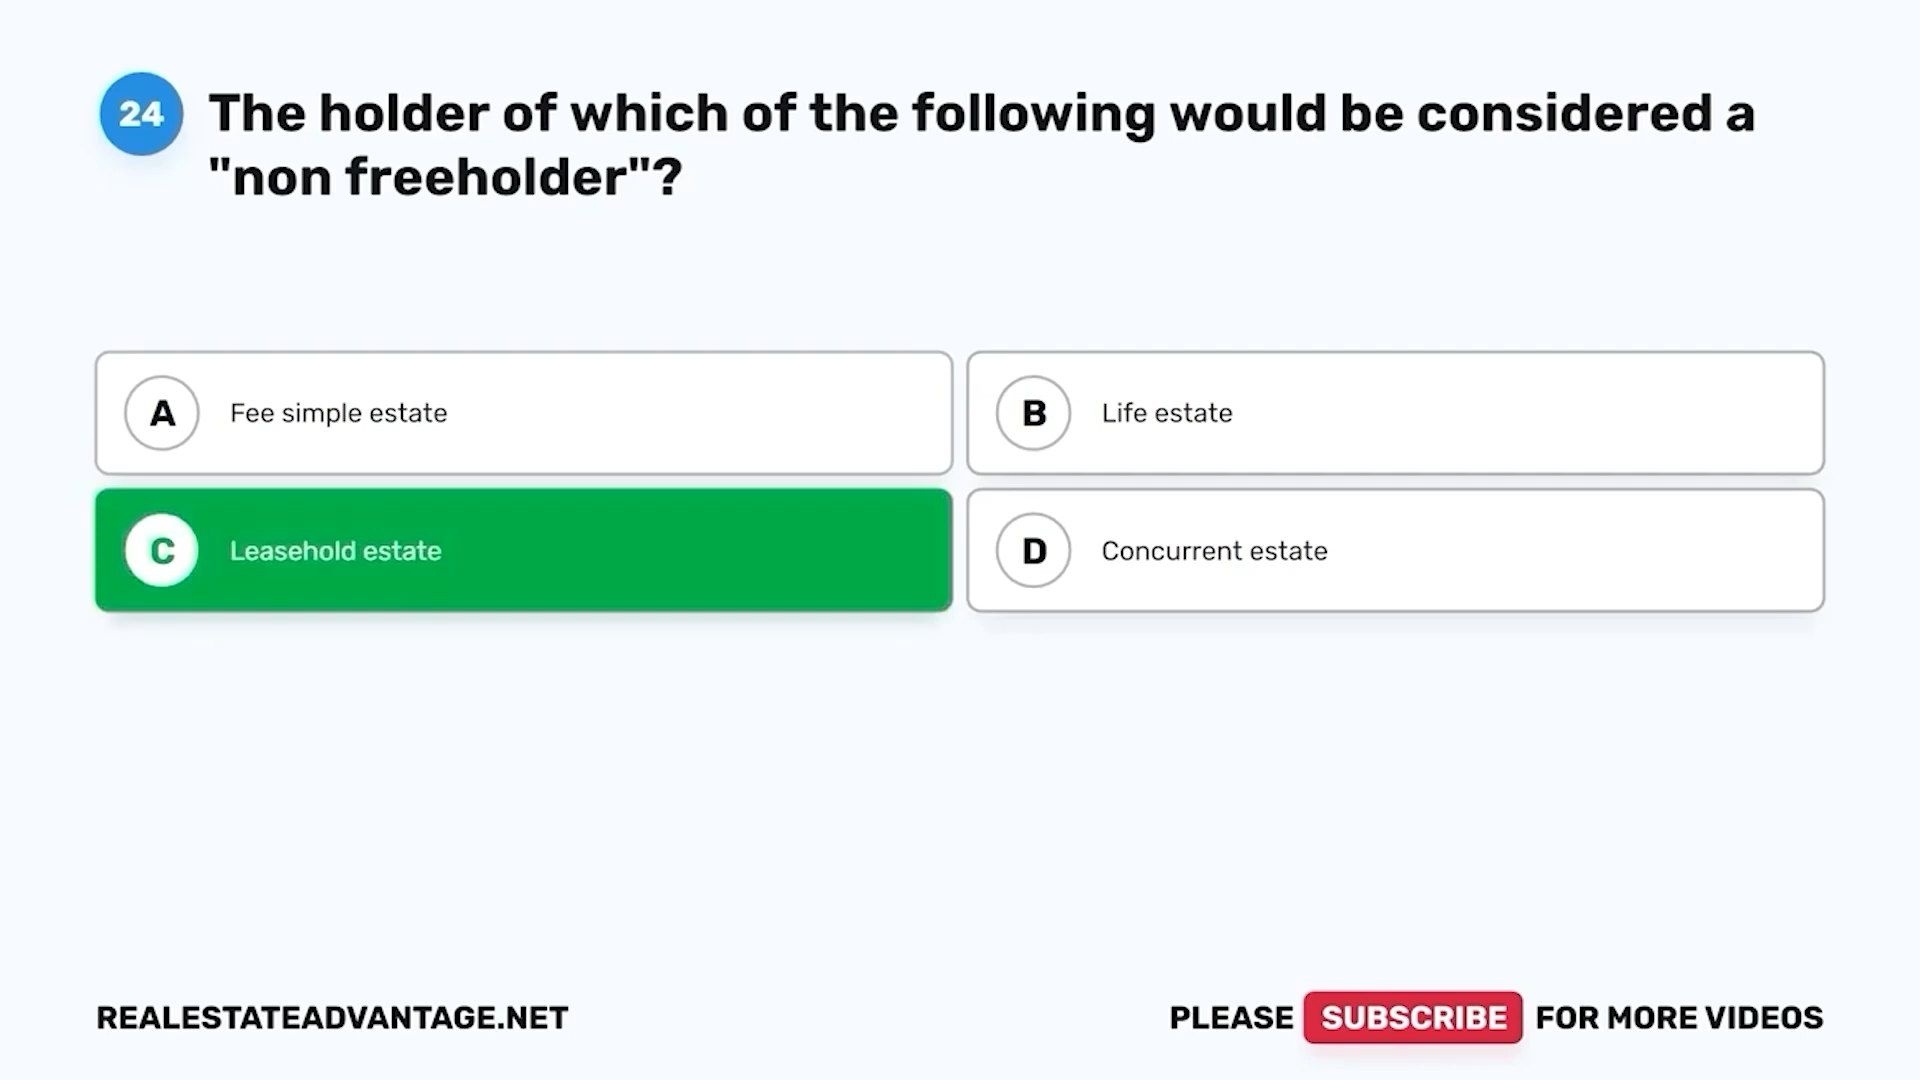 24
The holder of which of the following would be considered a
"non freeholder"?
A Fee simple estate
B Life estate
C Leasehold estate
D Concurrent estate
REALESTATEADVANTAGE.NET
PLEASE SUBSCRIBE FOR MORE VIDEOS